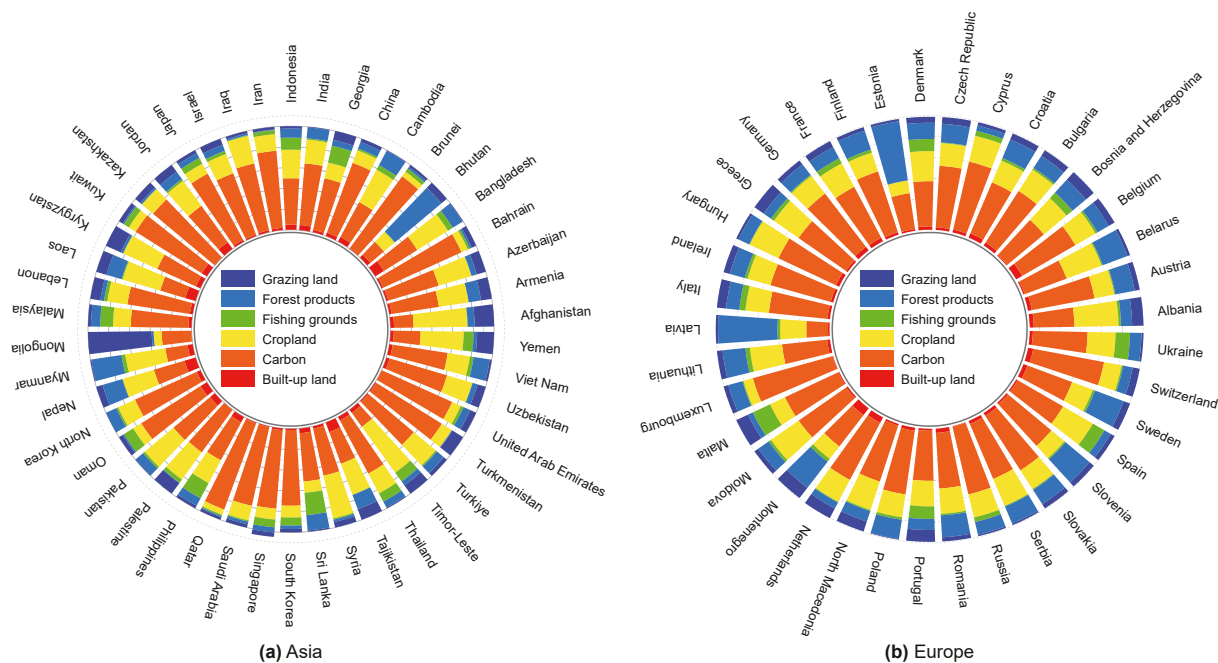 Indonesia
India
Georgia
China
Cambodia
Brunei
Bhutan
Bangladesh
Bahrain
Azerbaijan
Armenia
Afghanistan
Yemen
Viet Nam
Uzbekistan
United Arab Emirates
Turkmenistan
Turkiye
Timor-Leste
Thailand
Tajikistan
Syria
Sri Lanka
South Korea
Singapore
Saudi Arabia
Qatar
Philippines
Palestine
Pakistan
Oman
North Korea
Nepal
Myanmar
Mongolia
Malaysia
Lebanon
Laos
Kyrgyzstan
Kuwait
Kazakhstan
Jordan
Japan
Israel
Iraq
Iran
Grazing land
Forest products
Fishing grounds
Cropland
Carbon
Built-up land
(a) Asia
Denmark
Czech Republic
Cyprus
Croatia
Bulgaria
Bosnia and Herzegovina
Belgium
Belarus
Austria
Albania
Ukraine
Switzerland
Sweden
Spain
Slovenia
Slovakia
Serbia
Russia
Romania
Portugal
Poland
North Macedonia
Netherlands
Montenegro
Moldova
Malta
Luxembourg
Lithuania
Latvia
Italy
Ireland
Hungary
Greece
Germany
France
Finland
Estonia
Grazing land
Forest products
Fishing grounds
Cropland
Carbon
Built-up land
(b) Europe